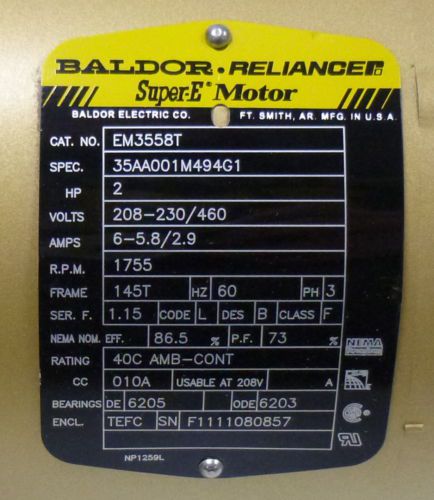 BALDOR • RELIANCE
Super-E® Motor
BALDOR ELECTRIC CO. FT. SMITH, AR. MFG. IN U.S.A.
CAT. NO. EM3558T
SPEC. 35AA001M494G1
HP 2
VOLTS 208-230/460
AMPS 6-5.8/2.9
R.P.M. 1755
FRAME 145T HZ 60 PH 3
SER. F. 1.15 CODE L DES B CLASS F
NEMA NOM. EFF. 86.5 % P.F. 73 %
RATING 40C AMB-CONT
CC 010A USABLE AT 208V A
BEARINGS DE 6205 ODE 6203
ENCL. TEFC SN F1111080857
NEMA
NP1259L